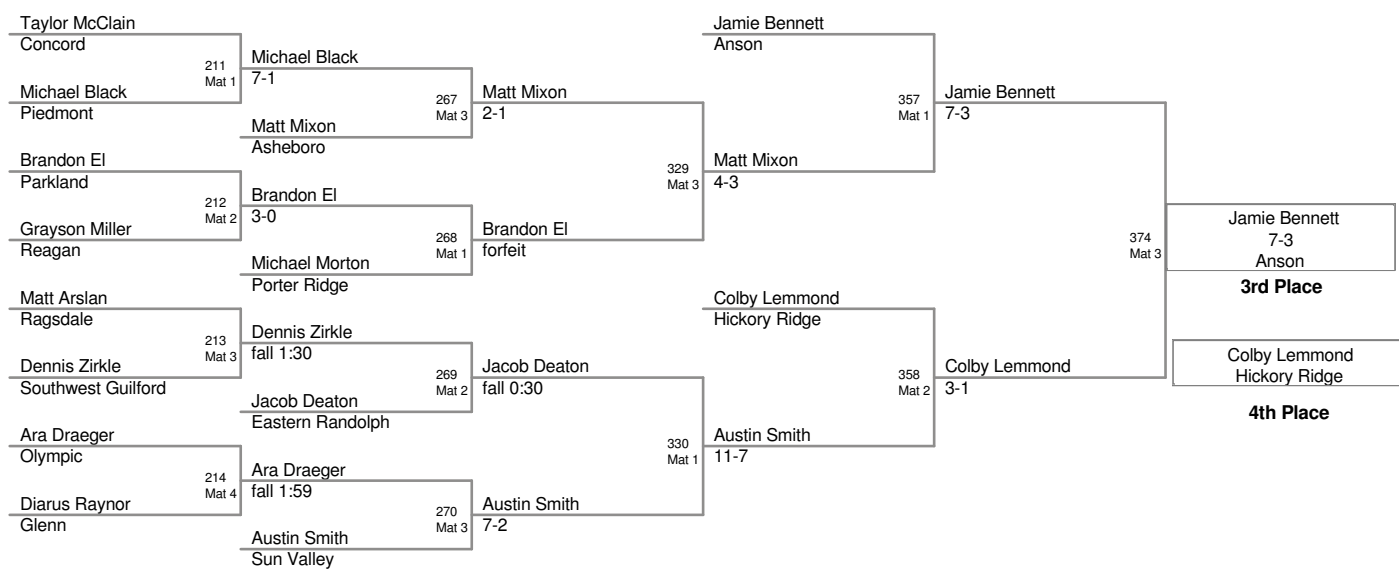 Taylor McClain
Concord
211
Mat 1
Michael Black
Piedmont
Michael Black
7-1
267
Mat 3
Matt Mixon
Asheboro
Matt Mixon
2-1
Brandon El
Parkland
212
Mat 2
Grayson Miller
Reagan
Brandon El
3-0
268
Mat 1
Michael Morton
Porter Ridge
Brandon El
forfeit
329
Mat 3
Matt Mixon
4-3
Jamie Bennett
Anson
357
Mat 1
Jamie Bennett
7-3
Matt Arslan
Ragsdale
213
Mat 3
Dennis Zirkle
Southwest Guilford
Dennis Zirkle
fall 1:30
269
Mat 2
Jacob Deaton
Eastern Randolph
Jacob Deaton
fall 0:30
Ara Draeger
Olympic
214
Mat 4
Diarus Raynor
Glenn
Ara Draeger
fall 1:59
270
Mat 3
Austin Smith
Sun Valley
Austin Smith
7-2
330
Mat 1
Austin Smith
11-7
Colby Lemmond
Hickory Ridge
358
Mat 2
Colby Lemmond
3-1
374
Mat 3
Jamie Bennett
7-3
Anson
3rd Place
Colby Lemmond
Hickory Ridge
4th Place